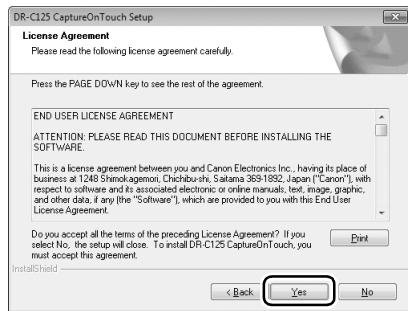 DR-C125 CaptureOnTouch Setup
License Agreement
Please read the following license agreement carefully.
Press the PAGE DOWN key to see the rest of the agreement.
END USER LICENSE AGREEMENT
ATTENTION: PLEASE READ THIS DOCUMENT BEFORE INSTALLING THE
SOFTWARE.
This is a license agreement between you and Canon Electronics Inc., having its place of
business at 1248 Shimokagemori, Chichibu-shi, Saitama 369-1892, Japan ("Canon"), with
respect to software and its associated electronic or online manuals, text, image, graphic,
and other data, if any (the "Software"), which are provided to you with this End User
License Agreement.
Do you accept all the terms of the preceding License Agreement? If you
select No, the setup will close. To install DR-C125 CaptureOnTouch, you
must accept this agreement.
Print
InstallShield
< Back
Yes
No